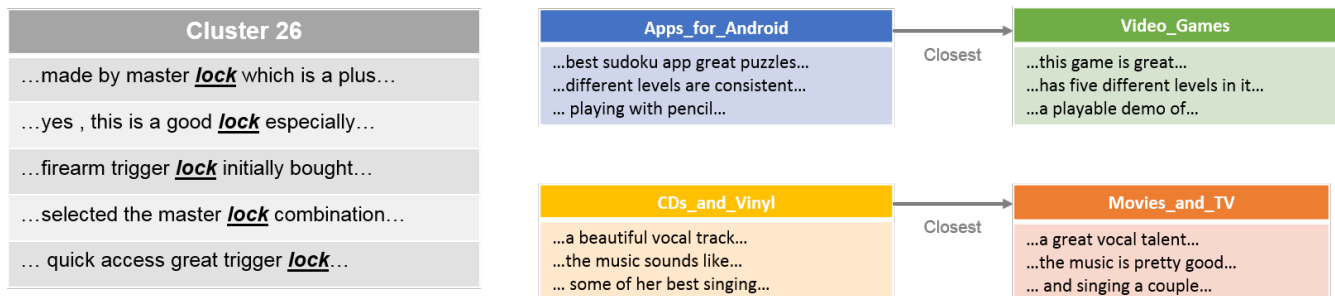 Cluster 26
...made by master lock which is a plus...
...yes , this is a good lock especially...
...firearm trigger lock initially bought...
...selected the master lock combination...
... quick access great trigger lock...
Apps_for_Android
...best sudoku app great puzzles...
...different levels are consistent...
... playing with pencil...
Closest
Video_Games
...this game is great...
...has five different levels in it...
...a playable demo of...
CDs_and_Vinyl
...a beautiful vocal track...
...the music sounds like...
... some of her best singing...
Closest
Movies_and_TV
...a great vocal talent...
...the music is pretty good...
... and singing a couple...